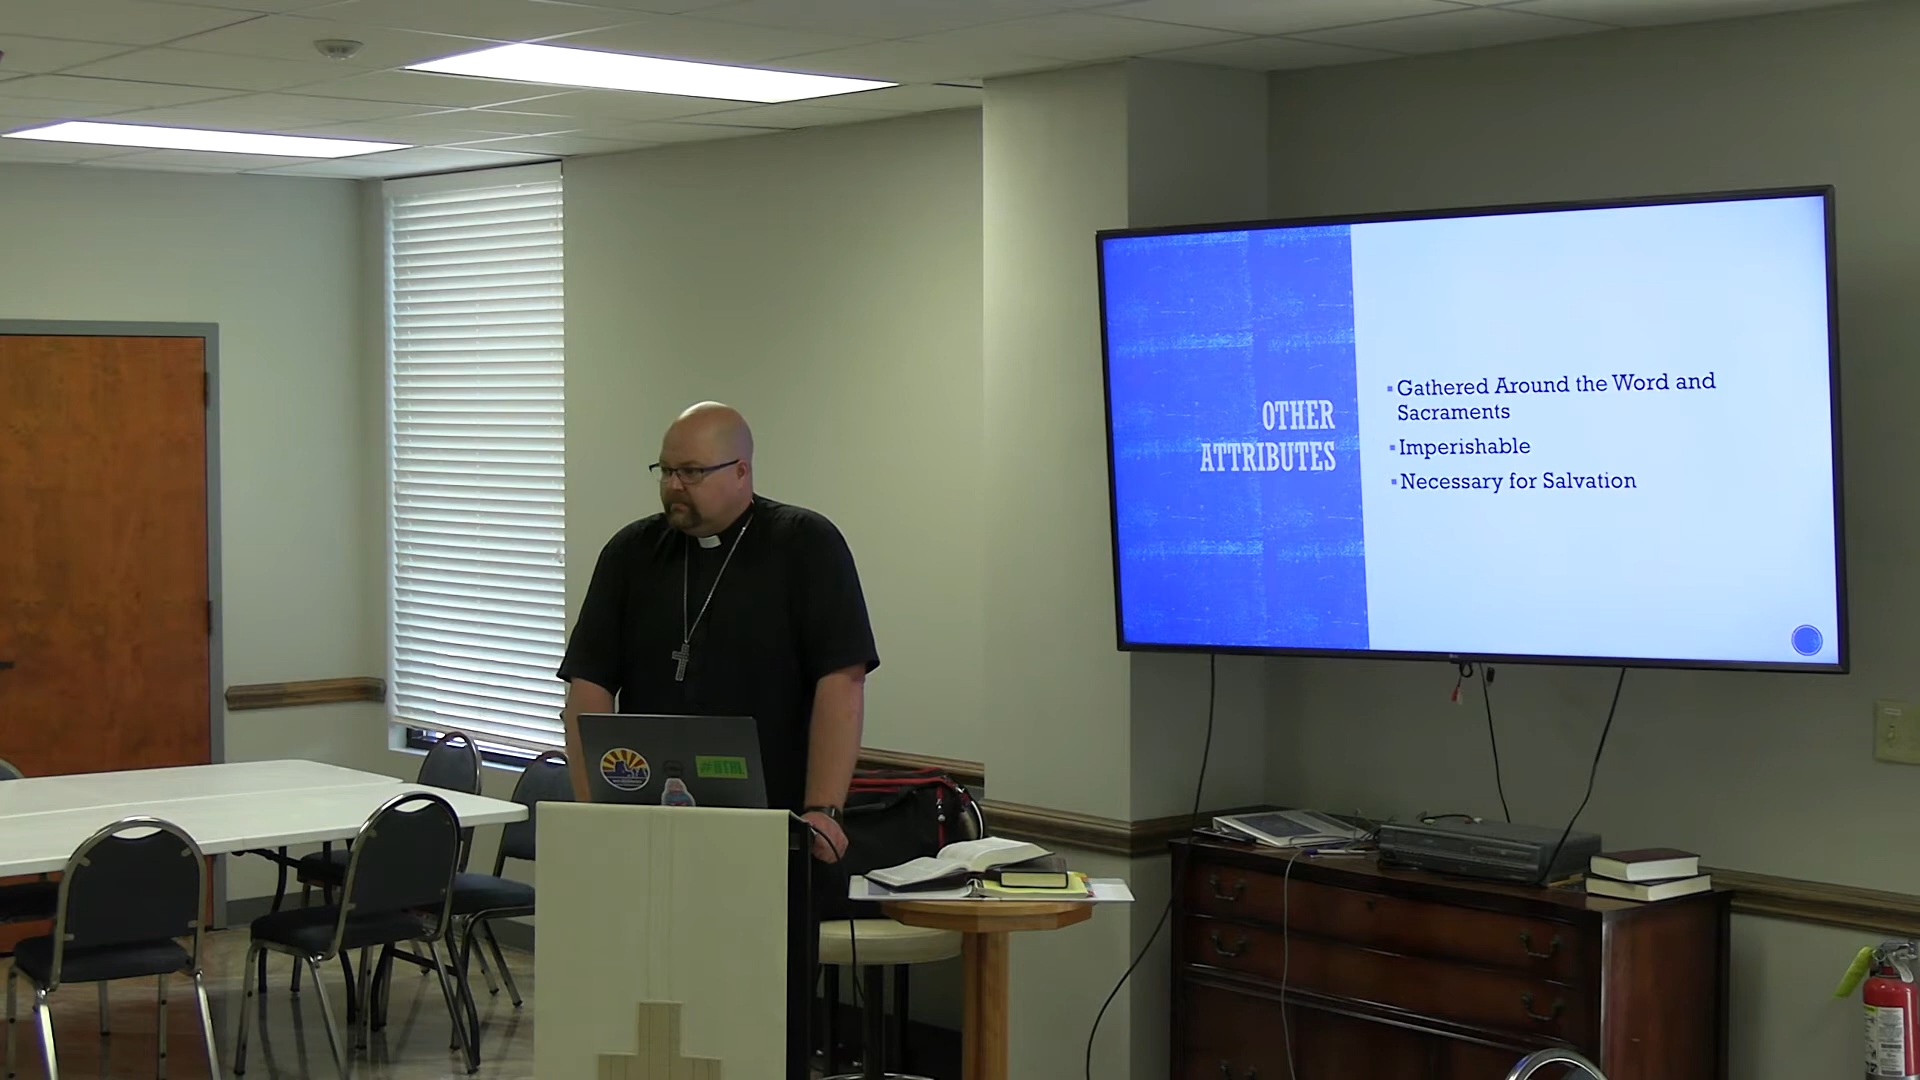 OTHER
ATTRIBUTES
Gathered Around the Word and
Sacraments
Imperishable
Necessary for Salvation